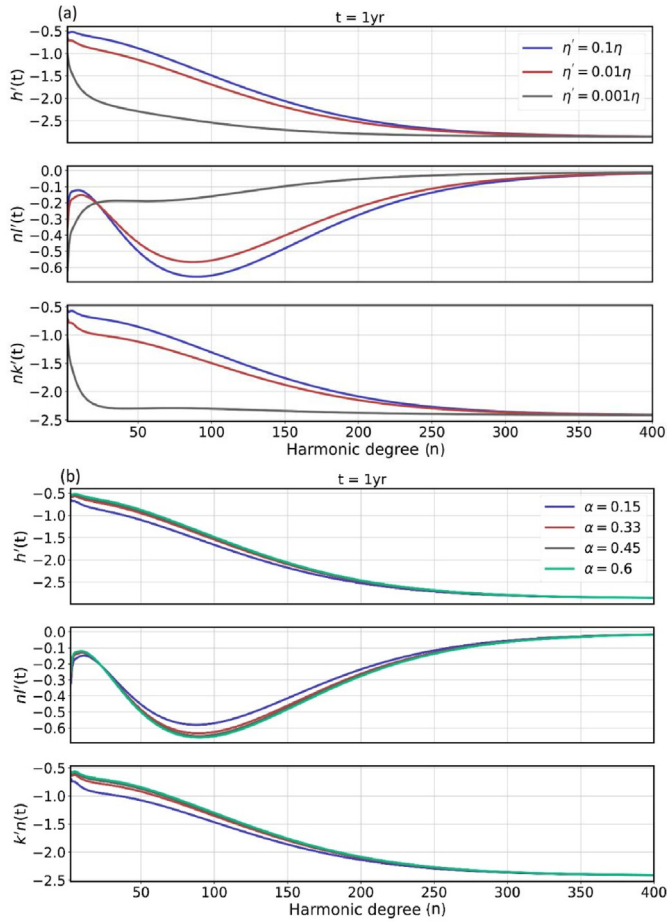 (a)
t = 1yr
−0.5
−1.0
−1.5
−2.0
−2.5
h′(t)
η′ = 0.1η
η′ = 0.01η
η′ = 0.001η
0.0
−0.1
−0.2
−0.3
−0.4
−0.5
−0.6
nl′(t)
−0.5
−1.0
−1.5
−2.0
−2.5
nk′(t)
50 100 150 200 250 300 350 400
Harmonic degree (n)
(b)
t = 1yr
−0.5
−1.0
−1.5
−2.0
−2.5
h′(t)
α = 0.15
α = 0.33
α = 0.45
α = 0.6
0.0
−0.1
−0.2
−0.3
−0.4
−0.5
−0.6
nl′(t)
−0.5
−1.0
−1.5
−2.0
−2.5
k′n(t)
50 100 150 200 250 300 350 400
Harmonic degree (n)